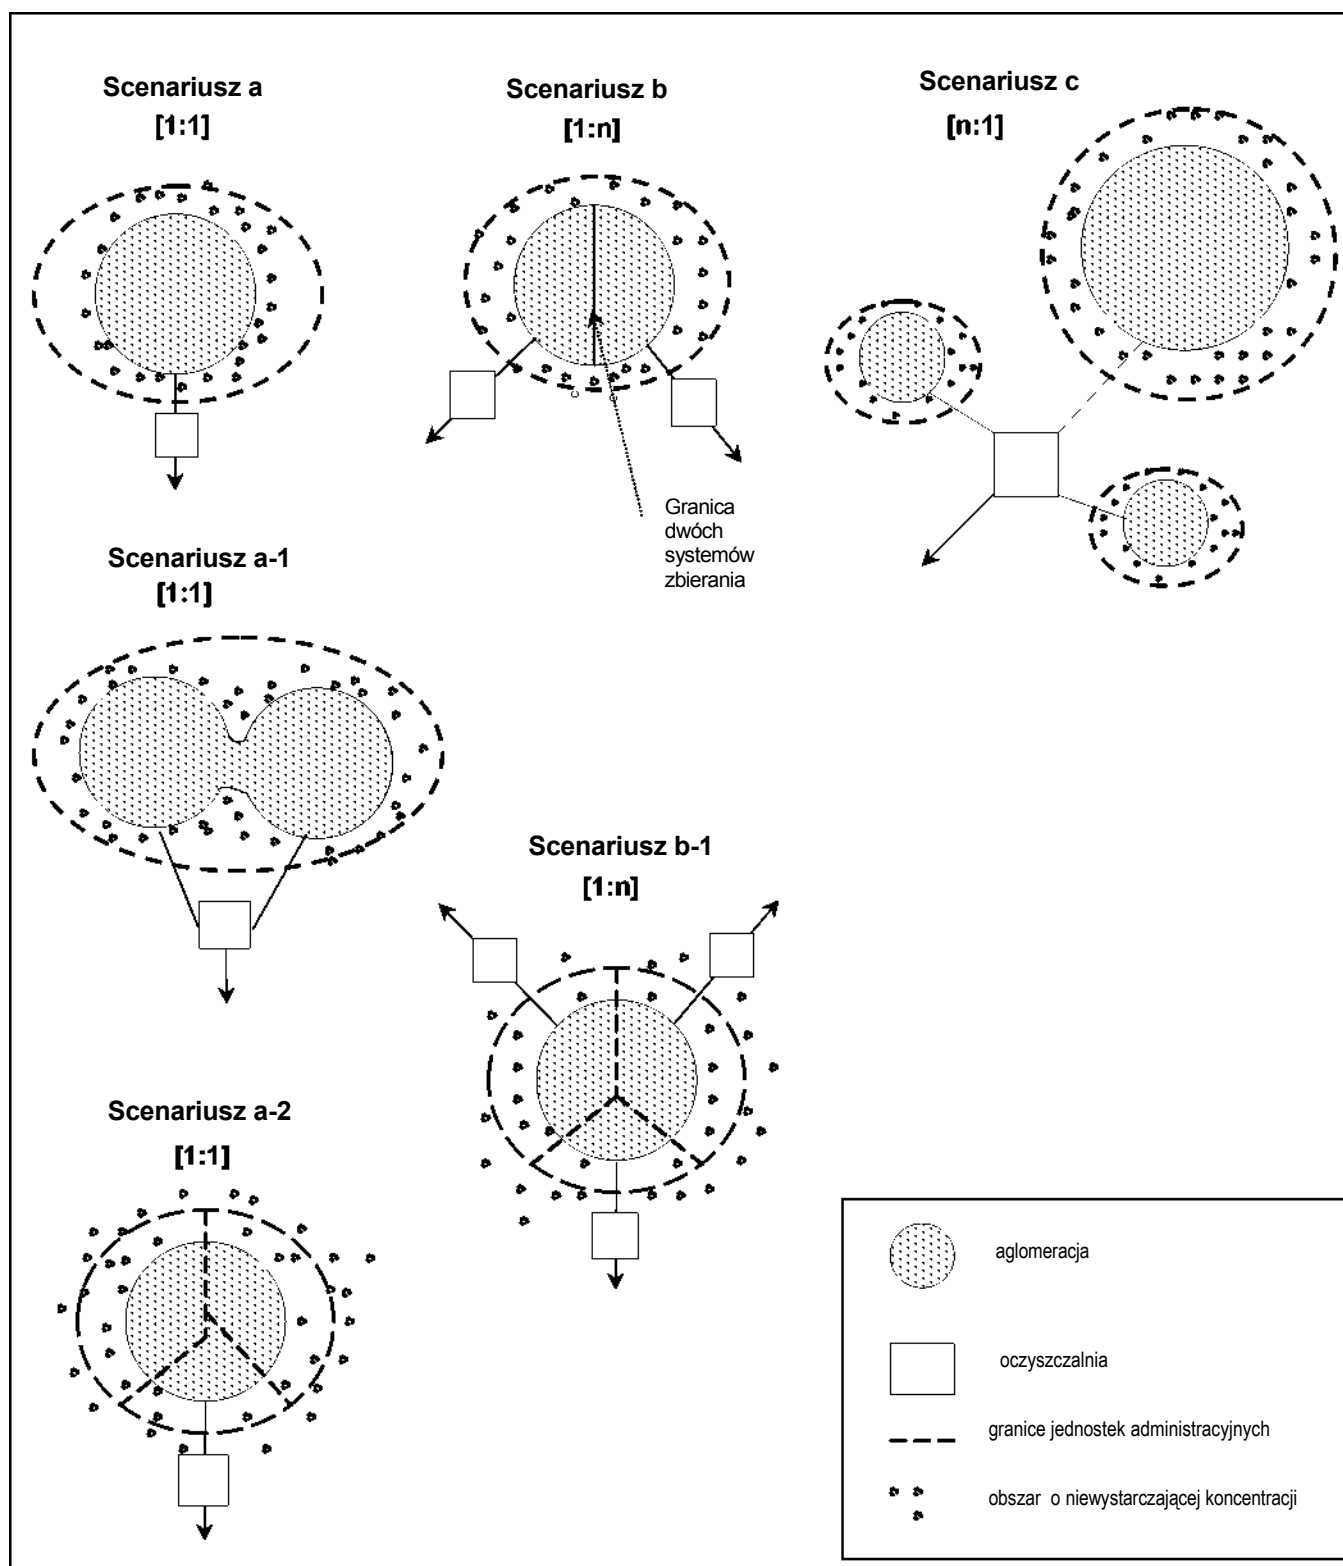 Scenariusz a
[1:1]
Scenariusz b
[1:n]
Scenariusz c
[n:1]
Granica
dwóch
systemów
zbierania
Scenariusz a-1
[1:1]
Scenariusz b-1
[1:n]
Scenariusz a-2
[1:1]
aglomeracja
oczyszczalnia
granice jednostek administracyjnych
obszar o niewystarczającej koncentracji